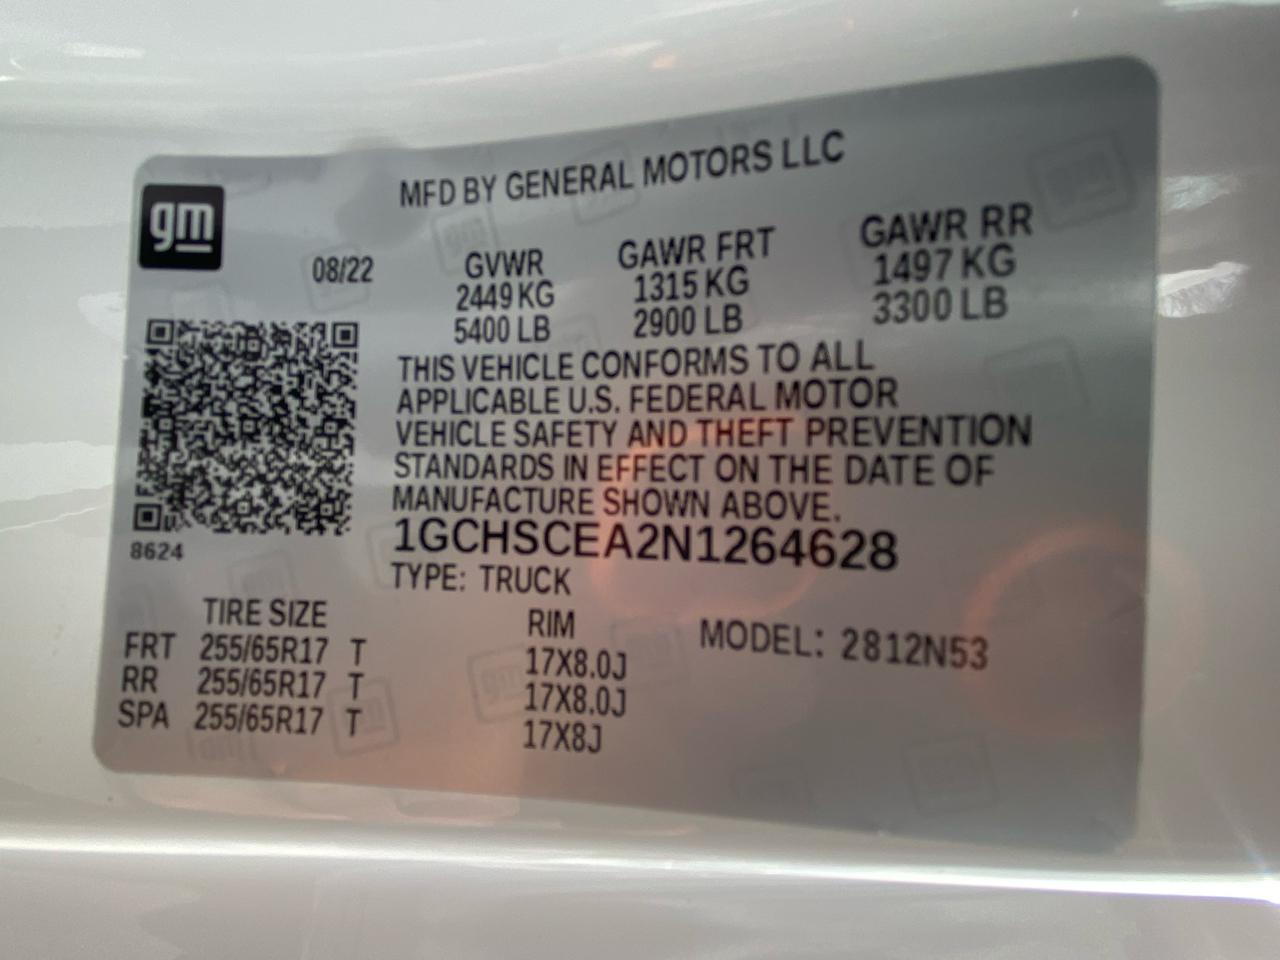 MFD BY GENERAL MOTORS LLC
gm
08/22
GVWR GAWR FRT GAWR RR
2449 KG 1315 KG 1497 KG
5400 LB 2900 LB 3300 LB
THIS VEHICLE CONFORMS TO ALL
APPLICABLE U.S. FEDERAL MOTOR
VEHICLE SAFETY AND THEFT PREVENTION
STANDARDS IN EFFECT ON THE DATE OF
MANUFACTURE SHOWN ABOVE.
8624
1GCHSCEA2N1264628
TYPE: TRUCK
TIRE SIZE RIM MODEL: 2812N53
FRT 255/65R17 T 17X8.0J
RR 255/65R17 T 17X8.0J
SPA 255/65R17 T 17X8J